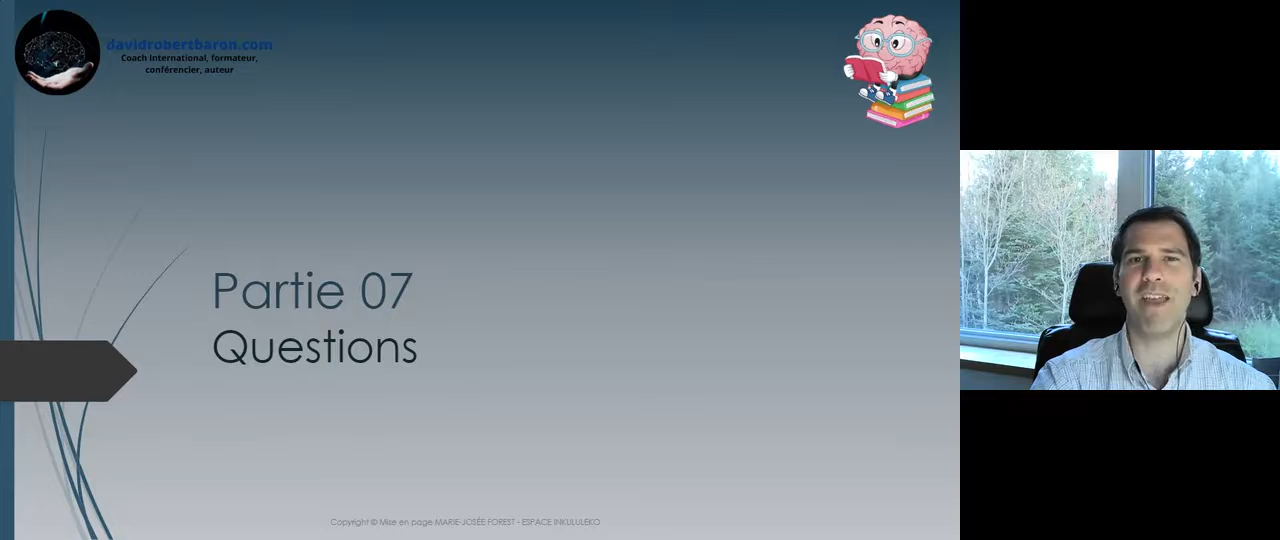 davidrobertbaron.com
Coach International, formateur,
conférencier, auteur
Partie 07
Questions
Copyright © Mise en page MARIE-JOSÉE FOREST - ESPACE INKULULEKO